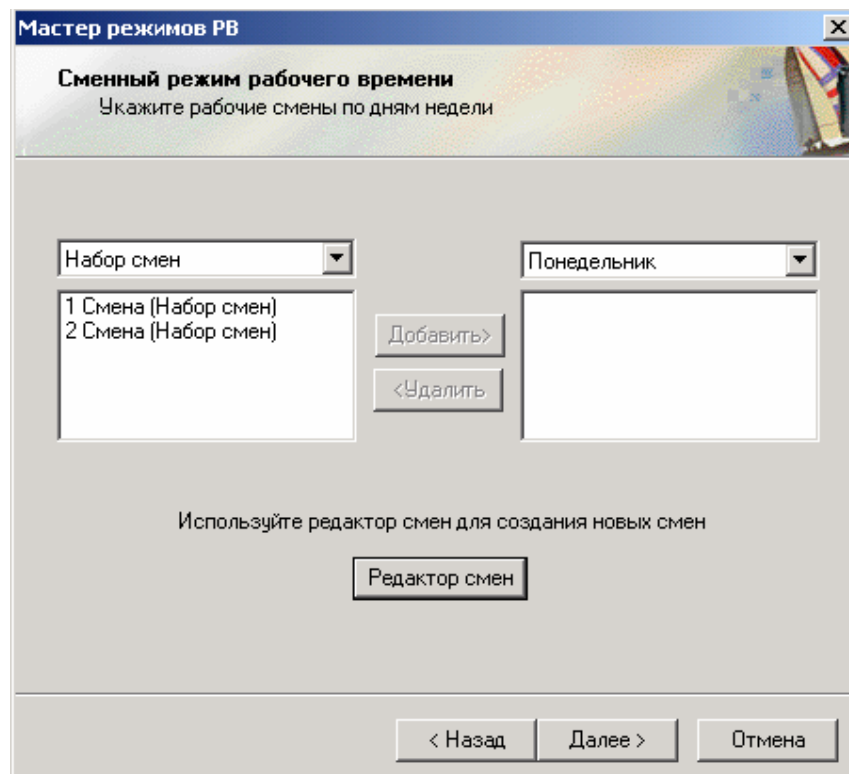 Мастер режимов РВ
Сменный режим рабочего времени
Укажите рабочие смены по дням недели
Набор смен
Понедельник
1 Смена (Набор смен)
2 Смена (Набор смен)
Добавить>
<Удалить
Используйте редактор смен для создания новых смен
Редактор смен
< Назад
Далее >
Отмена